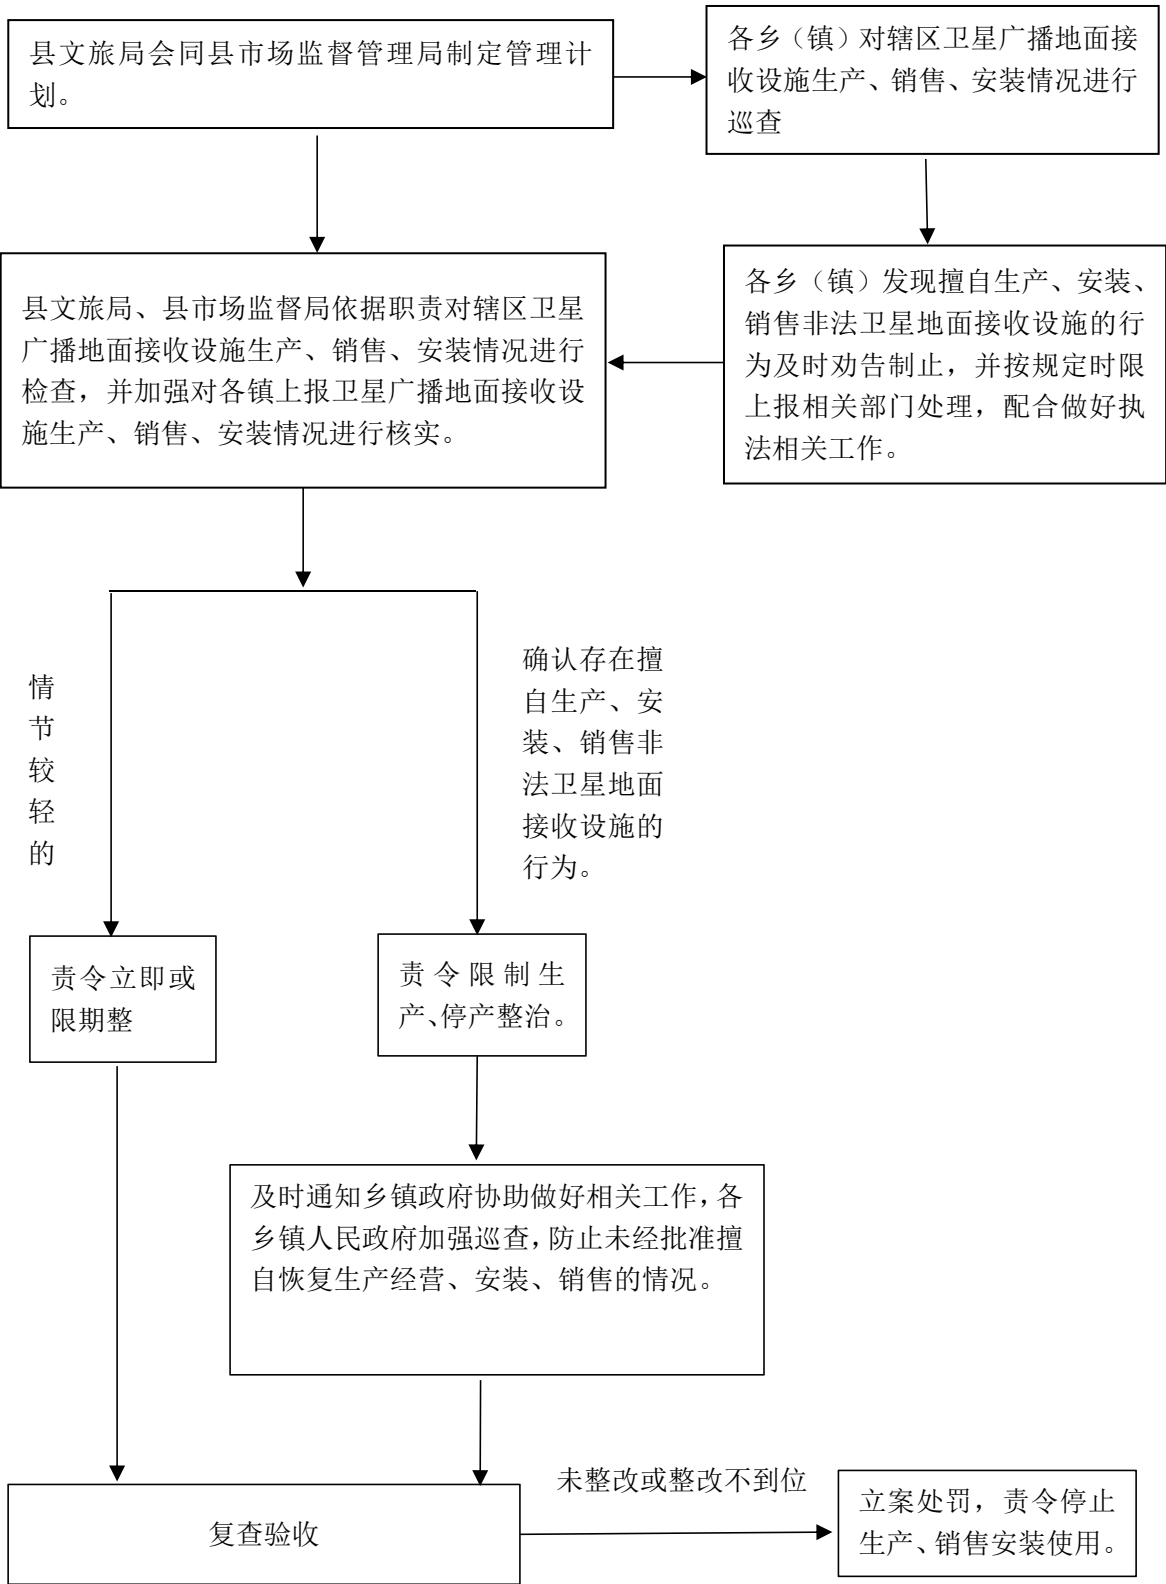 县文旅局会同县市场监督管理局制定管理计
划。
各乡（镇）对辖区卫星广播地面接
收设施生产、销售、安装情况进行
巡查
县文旅局、县市场监督局依据职责对辖区卫星
广播地面接收设施生产、销售、安装情况进行
检查，并加强对各镇上报卫星广播地面接收设
施生产、销售、安装情况进行核实。
各乡（镇）发现擅自生产、安装、
销售非法卫星地面接收设施的行
为及时劝告制止，并按规定时限
上报相关部门处理，配合做好执
法相关工作。
情
节
较
轻
的
确认存在擅
自生产、安
装、销售非
法卫星地面
接收设施的
行为。
责令立即或
限期整
责令限制生
产、停产整治。
及时通知乡镇政府协助做好相关工作，各
乡镇人民政府加强巡查，防止未经批准擅
自恢复生产经营、安装、销售的情况。
复查验收
未整改或整改不到位
立案处罚，责令停止
生产、销售安装使用。